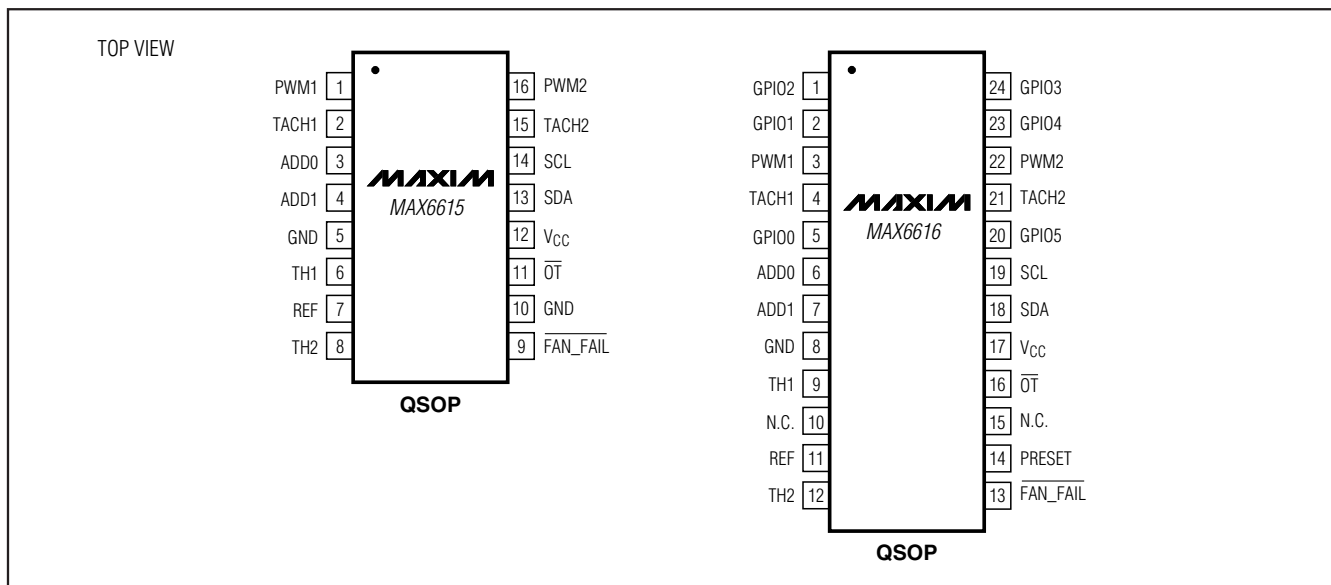 TOP VIEW
PWM1 1 16 PWM2
TACH1 2 15 TACH2
ADD0 3 14 SCL
ADD1 4 13 SDA
GND 5 12 VCC
TH1 6 11 OT
REF 7 10 GND
TH2 8 9 FAN_FAIL
MAXIM
MAX6615
QSOP
GPIO2 1 24 GPIO3
GPIO1 2 23 GPIO4
PWM1 3 22 PWM2
TACH1 4 21 TACH2
GPIO0 5 20 GPIO5
ADD0 6 19 SCL
ADD1 7 18 SDA
GND 8 17 VCC
TH1 9 16 OT
N.C. 10 15 N.C.
REF 11 14 PRESET
TH2 12 13 FAN_FAIL
MAXIM
MAX6616
QSOP